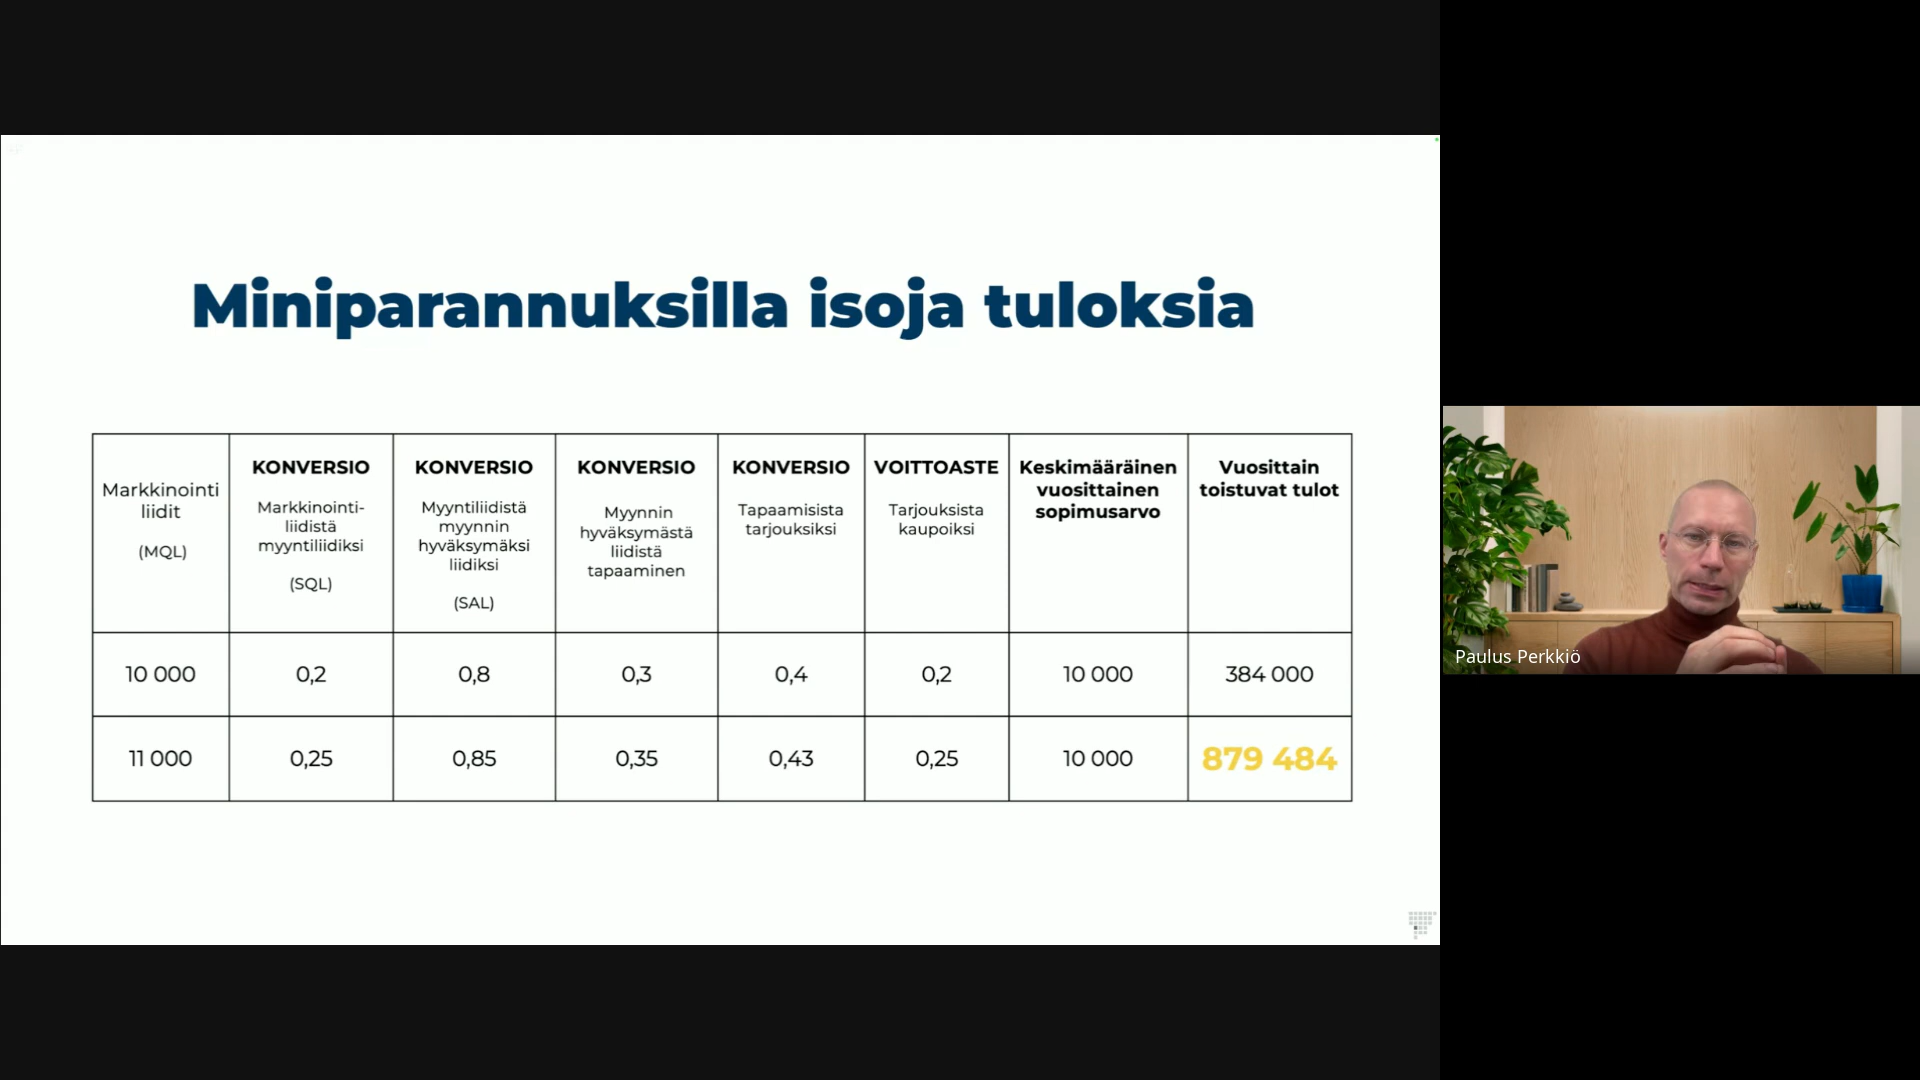 Miniparannuksilla isoja tuloksia
Markkinointi
liidit
(MQL)
KONVERSIO
Markkinointi-
liidistä
myyntiliidiksi
(SQL)
KONVERSIO
Myyntiliidistä
myynnin
hyväksymäksi
liidiksi
(SAL)
KONVERSIO
Myynnin
hyväksymästä
liidistä
tapaaminen
KONVERSIO
Tapaamisista
tarjouksiksi
VOITTOASTE
Tarjouksista
kaupoiksi
Keskimääräinen
vuosittainen
sopimusarvo
Vuosittain
toistuvat tulot
10 000 0,2 0,8 0,3 0,4 0,2 10 000 384 000
11 000 0,25 0,85 0,35 0,43 0,25 10 000 879 484
Paulus Perkkiö